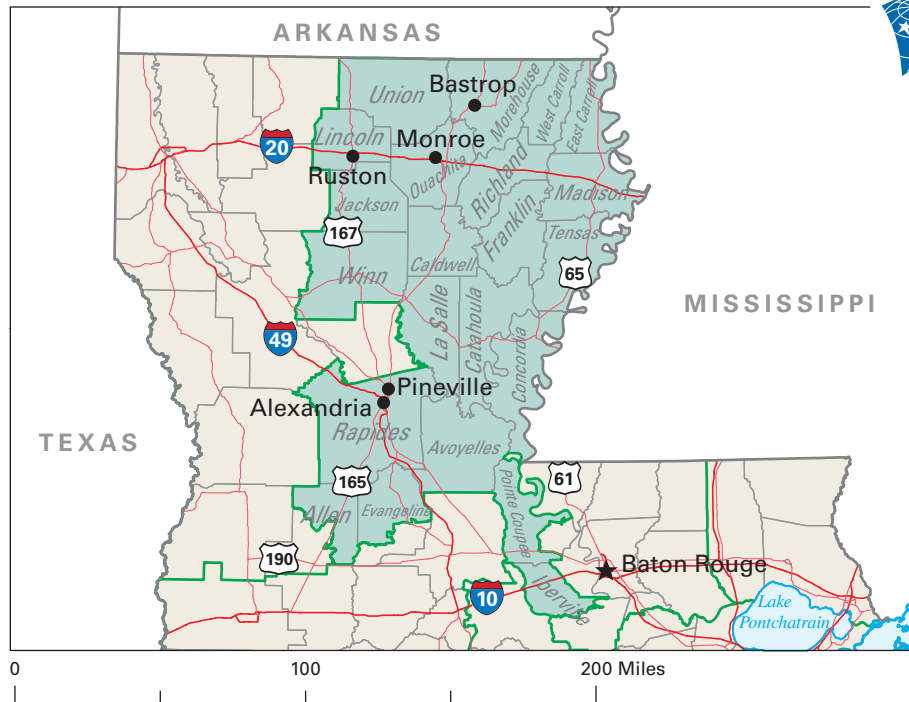 ARKANSAS
Bastrop
Union
Morehouse
West Carroll
East Carroll
Lincoln
Monroe
20
Ruston
Ouachita
Richland
Madison
Jackson
Franklin
167
Tensas
Winn
Caldwell
65
MISSISSIPPI
La Salle
Catahoula
49
Concordia
Pineville
Alexandria
TEXAS
Rapides
Avoyelles
165
61
Pointe Coupee
Allen
Evangeline
190
Baton Rouge
10
Iberville
Lake
Pontchatrain
0
100
200 Miles